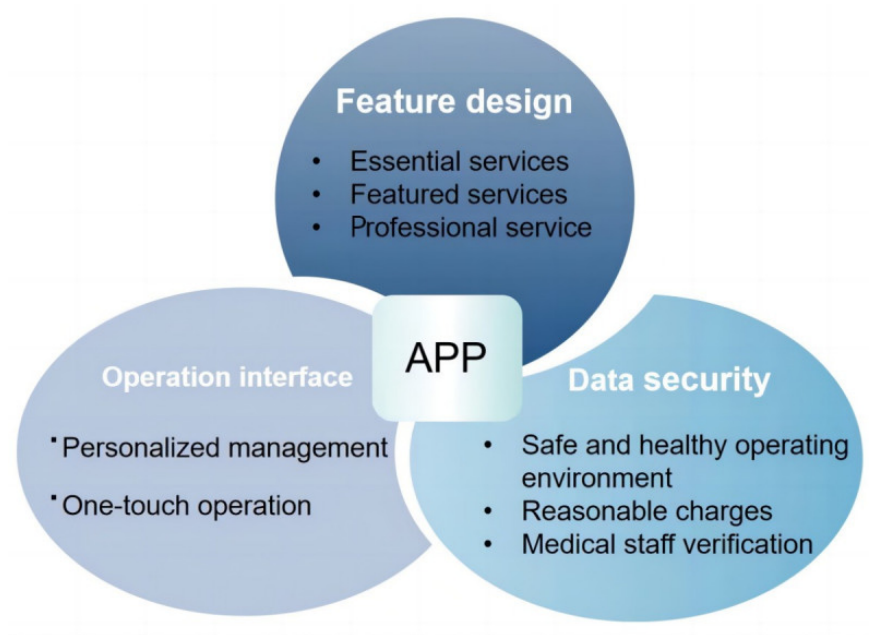 Feature design
• Essential services
• Featured services
• Professional service
APP
Operation interface
▪ Personalized management
▪ One-touch operation
Data security
• Safe and healthy operating
environment
• Reasonable charges
• Medical staff verification